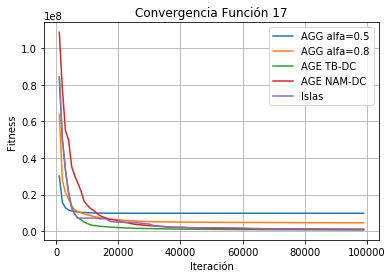 Convergencia Función 17
1e8
AGG alfa=0.5
AGG alfa=0.8
AGE TB-DC
AGE NAM-DC
Islas
1.0
0.8
0.6
0.4
0.2
0.0
Fitness
0 20000 40000 60000 80000 100000
Iteración